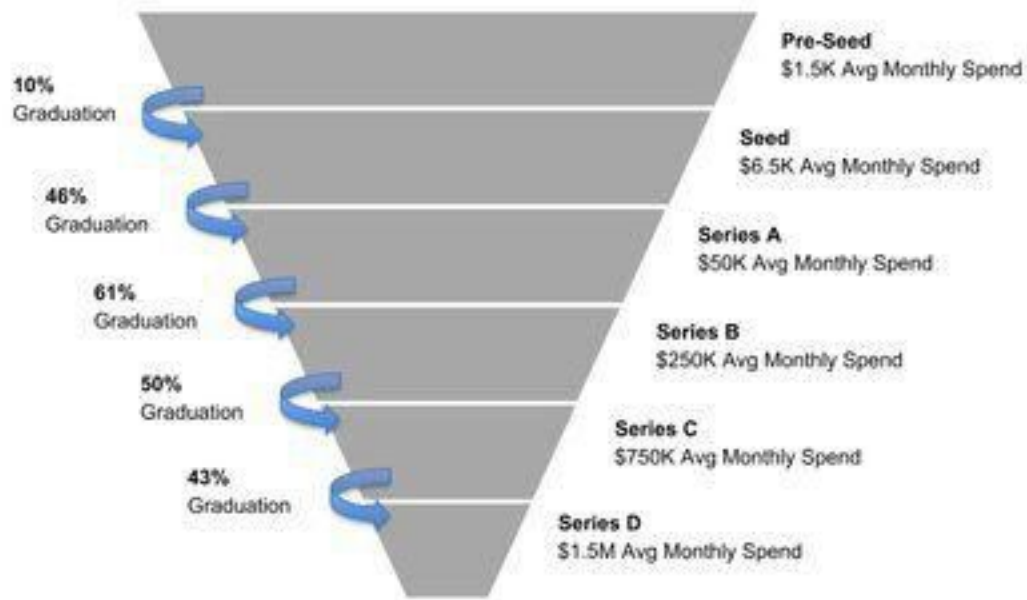 Pre-Seed
$1.5K Avg Monthly Spend
10%
Graduation
Seed
$6.5K Avg Monthly Spend
46%
Graduation
Series A
$50K Avg Monthly Spend
61%
Graduation
Series B
$250K Avg Monthly Spend
50%
Graduation
Series C
$750K Avg Monthly Spend
43%
Graduation
Series D
$1.5M Avg Monthly Spend